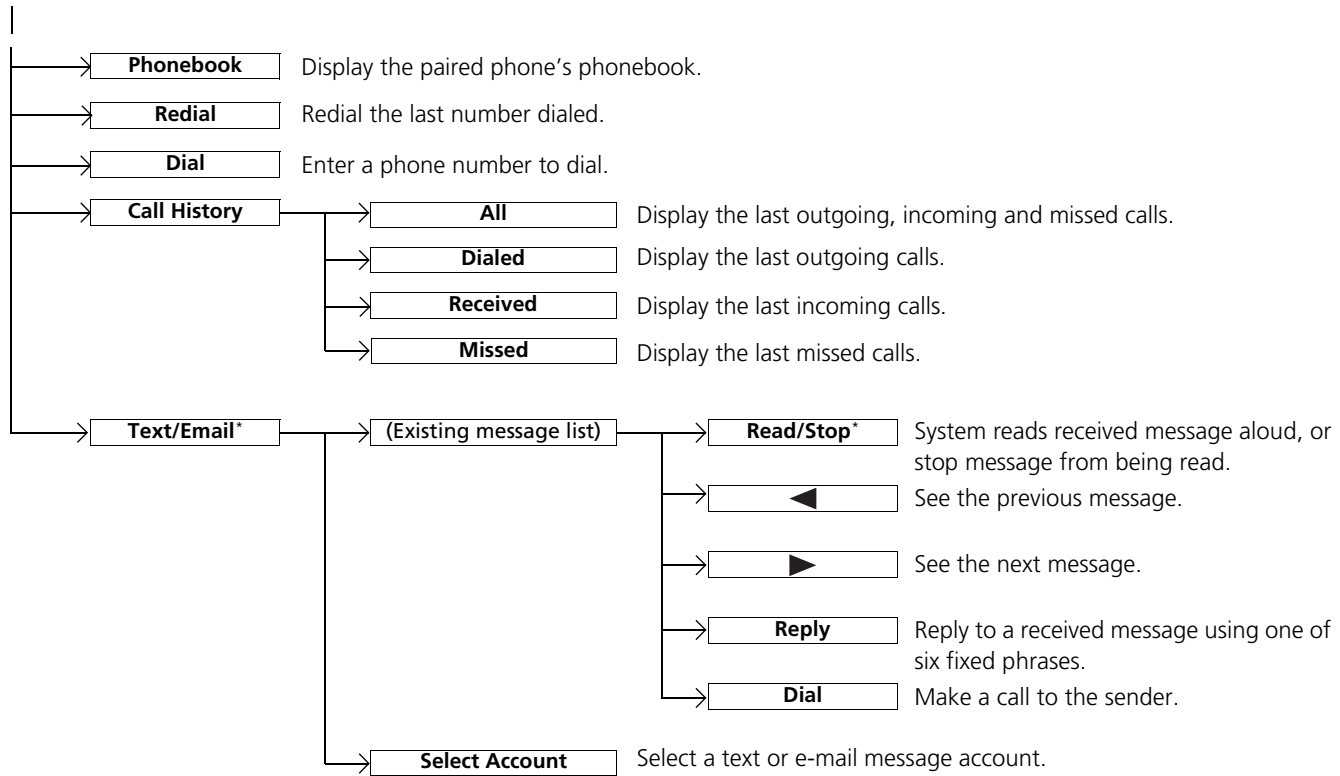 Phonebook Display the paired phone's phonebook.
Redial Redial the last number dialed.
Dial Enter a phone number to dial.
Call History All Display the last outgoing, incoming and missed calls.
Dialed Display the last outgoing calls.
Received Display the last incoming calls.
Missed Display the last missed calls.
Text/Email* (Existing message list) Read/Stop* System reads received message aloud, or
stop message from being read.
◀ See the previous message.
▶ See the next message.
Reply Reply to a received message using one of
six fixed phrases.
Dial Make a call to the sender.
Select Account Select a text or e-mail message account.